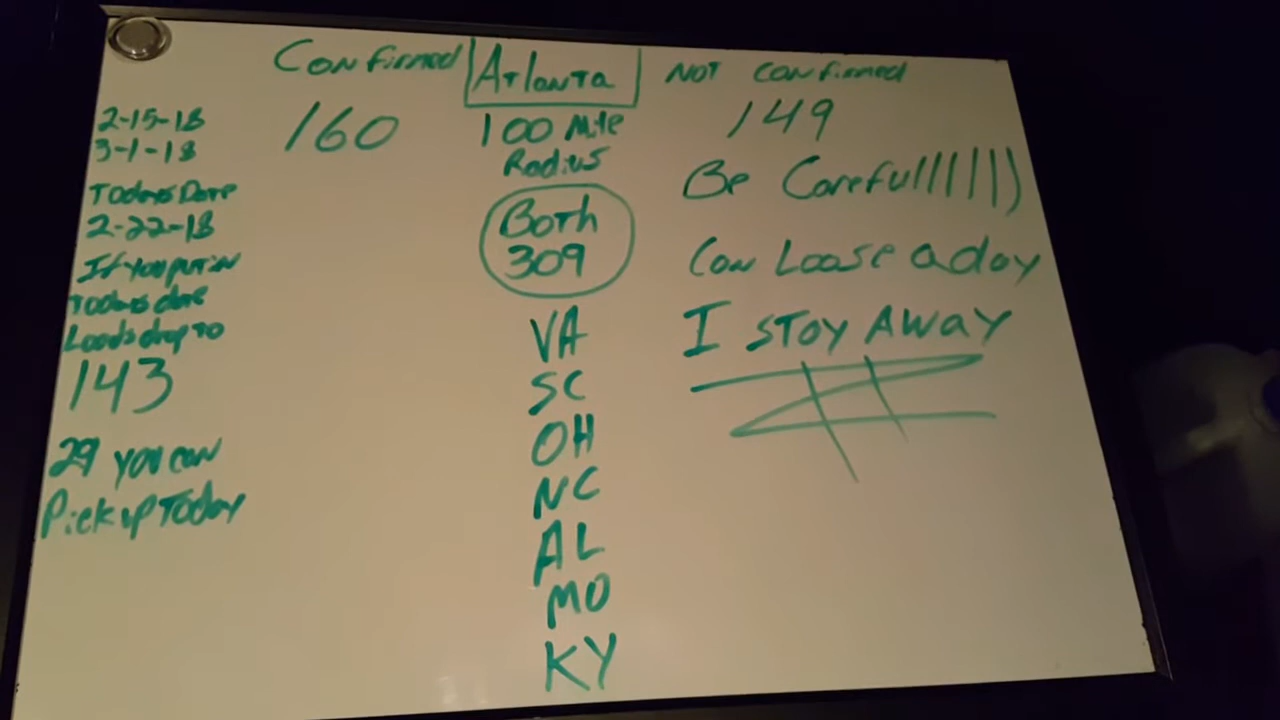 Confirmed
Atlanta
NOT Confirmed
2-15-18
3-1-18
160
100 Mile
Radius
149
Todays Date
2-22-18
If you put in
todays date
Loads drop to
143
29 you can
Pick up Today
Both
309
VA
SC
OH
NC
AL
MO
KY
Be Careful!!!!!!
Can Loose a day
I STay AWAY